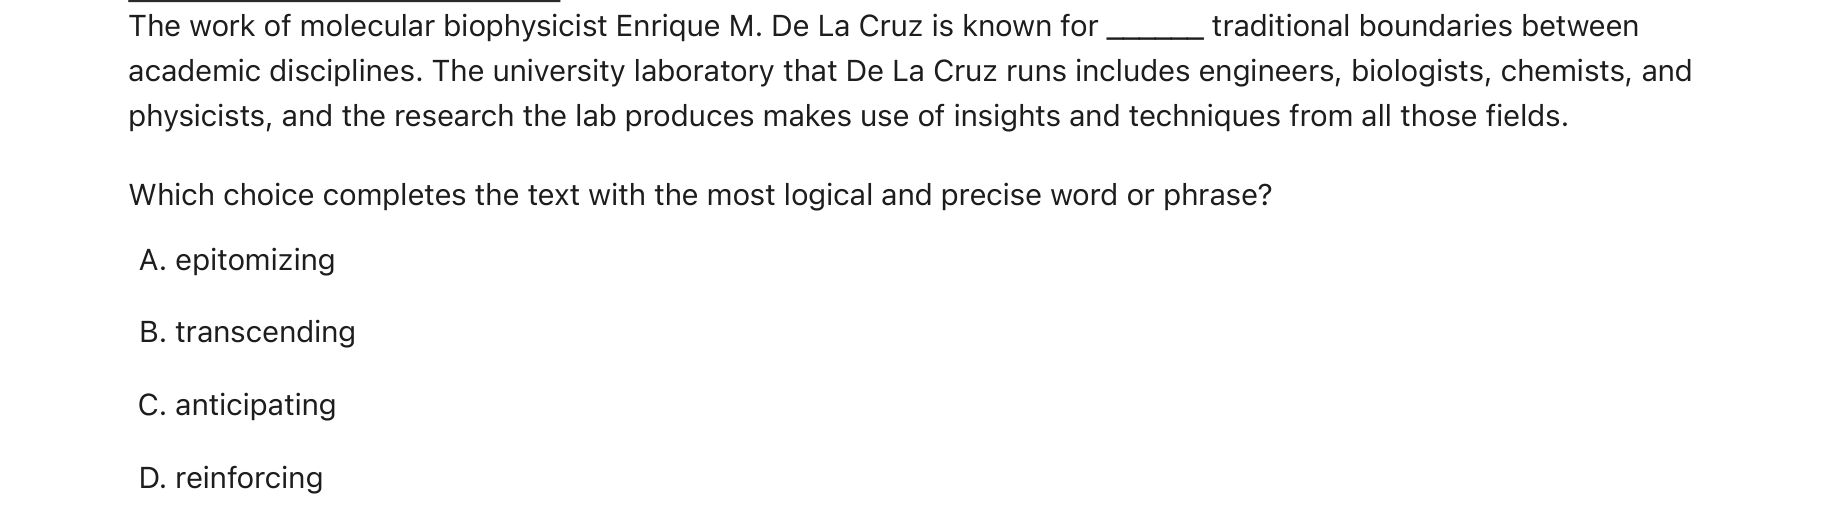 The work of molecular biophysicist Enrique M. De La Cruz is known for ______ traditional boundaries between
academic disciplines. The university laboratory that De La Cruz runs includes engineers, biologists, chemists, and
physicists, and the research the lab produces makes use of insights and techniques from all those fields.
Which choice completes the text with the most logical and precise word or phrase?
A. epitomizing
B. transcending
C. anticipating
D. reinforcing